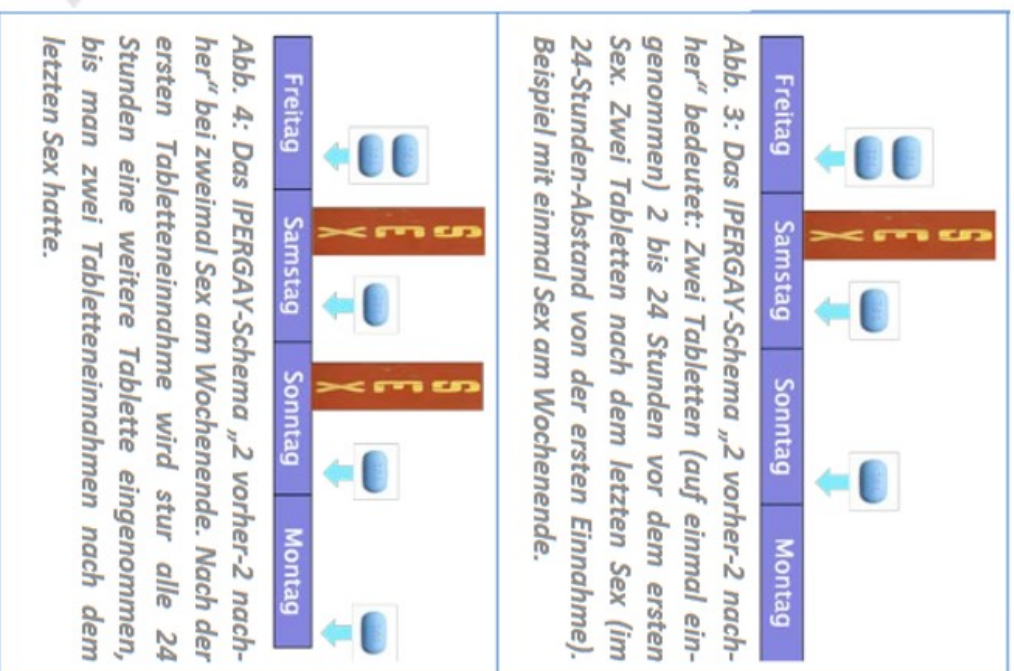 SEX
Freitag Samstag Sonntag Montag
Abb. 3: Das IPERGAY-Schema „2 vorher-2 nach-
her“ bedeutet: Zwei Tabletten (auf einmal ein-
genommen) 2 bis 24 Stunden vor dem ersten
Sex. Zwei Tabletten nach dem letzten Sex (im
24-Stunden-Abstand von der ersten Einnahme).
Beispiel mit einmal Sex am Wochenende.
SEX SEX
Freitag Samstag Sonntag Montag
Abb. 4: Das IPERGAY-Schema „2 vorher-2 nach-
her“ bei zweimal Sex am Wochenende. Nach der
ersten Tabletteneinnahme wird stur alle 24
Stunden eine weitere Tablette eingenommen,
bis man zwei Tabletteneinnahmen nach dem
letzten Sex hatte.